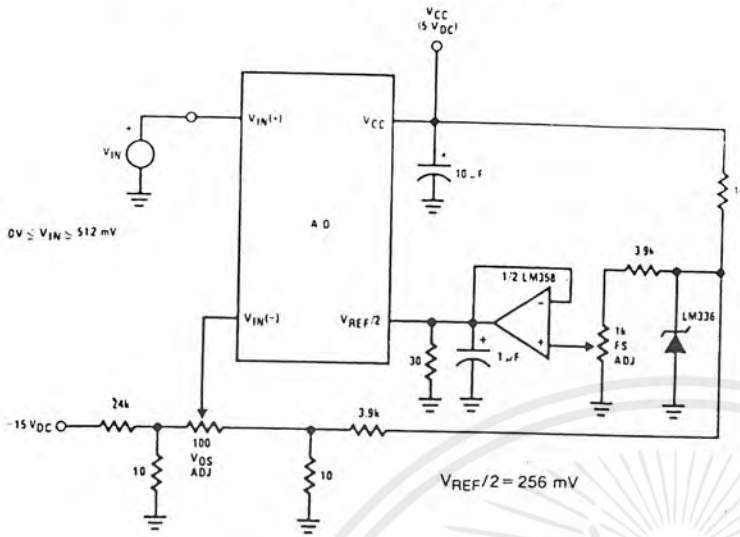 VCC
(5 VDC)
VIN(+)
VCC
+
VIN
+
10 -F
A D
0V ≤ VIN ≤ 512 mV
1/2 LM358
3.9k
VIN(-)
VREF/2
-
+
+
30
1 µF
1k
FS
ADJ
LM336
-15 VDC
24k
3.9k
100
VOS
ADJ
10
10
VREF/2 = 256 mV